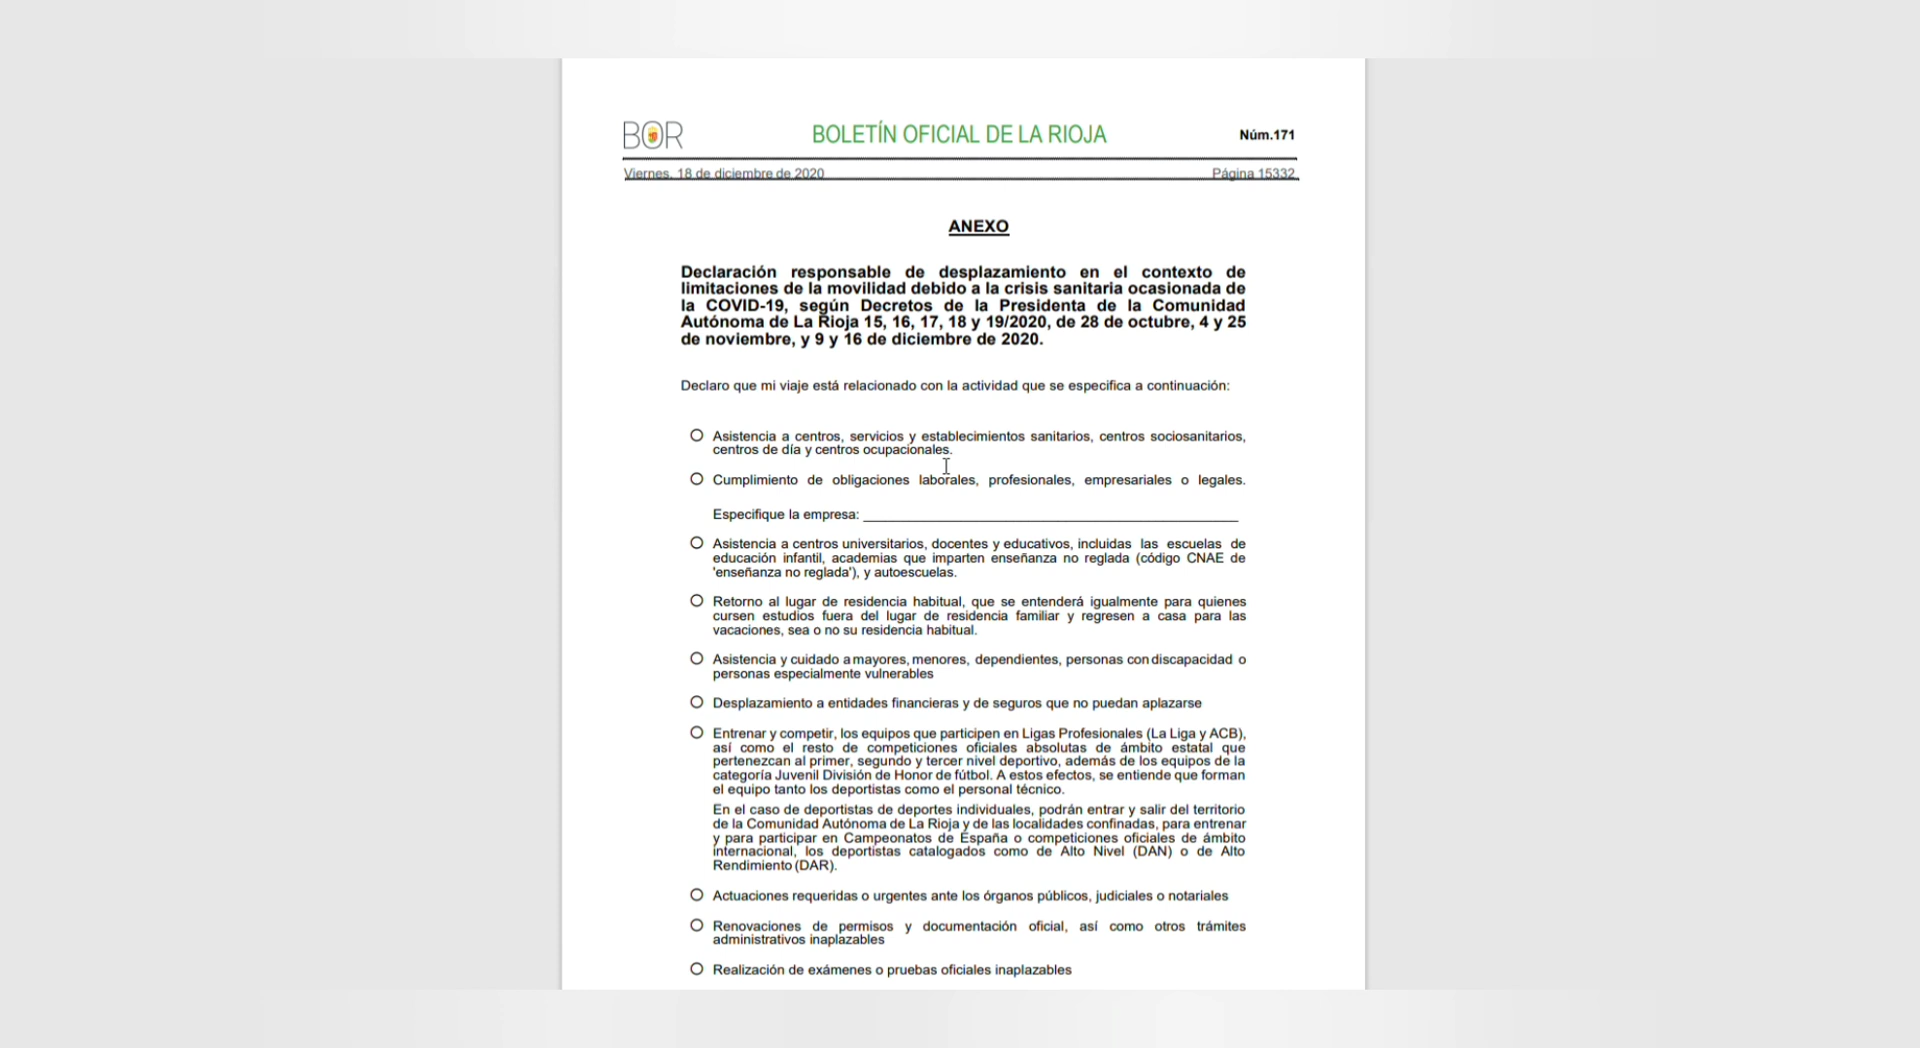 BOR
BOLETÍN OFICIAL DE LA RIOJA
Núm.171
Viernes, 18 de diciembre de 2020
Página 15332
ANEXO
Declaración responsable de desplazamiento en el contexto de
limitaciones de la movilidad debido a la crisis sanitaria ocasionada de
la COVID-19, según Decretos de la Presidenta de la Comunidad
Autónoma de La Rioja 15, 16, 17, 18 y 19/2020, de 28 de octubre, 4 y 25
de noviembre, y 9 y 16 de diciembre de 2020.
Declaro que mi viaje está relacionado con la actividad que se especifica a continuación:
Asistencia a centros, servicios y establecimientos sanitarios, centros sociosanitarios,
centros de día y centros ocupacionales.
Cumplimiento de obligaciones laborales, profesionales, empresariales o legales.
Especifique la empresa:
Asistencia a centros universitarios, docentes y educativos, incluidas las escuelas de
educación infantil, academias que imparten enseñanza no reglada (código CNAE de
'enseñanza no reglada'), y autoescuelas.
Retorno al lugar de residencia habitual, que se entenderá igualmente para quienes
cursen estudios fuera del lugar de residencia familiar y regresen a casa para las
vacaciones, sea o no su residencia habitual.
Asistencia y cuidado a mayores, menores, dependientes, personas con discapacidad o
personas especialmente vulnerables
Desplazamiento a entidades financieras y de seguros que no puedan aplazarse
Entrenar y competir, los equipos que participen en Ligas Profesionales (La Liga y ACB),
así como el resto de competiciones oficiales absolutas de ámbito estatal que
pertenezcan al primer, segundo y tercer nivel deportivo, además de los equipos de la
categoría Juvenil División de Honor de fútbol. A estos efectos, se entiende que forman
el equipo tanto los deportistas como el personal técnico.
En el caso de deportistas de deportes individuales, podrán entrar y salir del territorio
de la Comunidad Autónoma de La Rioja y de las localidades confinadas, para entrenar
y para participar en Campeonatos de España o competiciones oficiales de ámbito
internacional, los deportistas catalogados como de Alto Nivel (DAN) o de Alto
Rendimiento (DAR).
Actuaciones requeridas o urgentes ante los órganos públicos, judiciales o notariales
Renovaciones de permisos y documentación oficial, así como otros trámites
administrativos inaplazables
Realización de exámenes o pruebas oficiales inaplazables